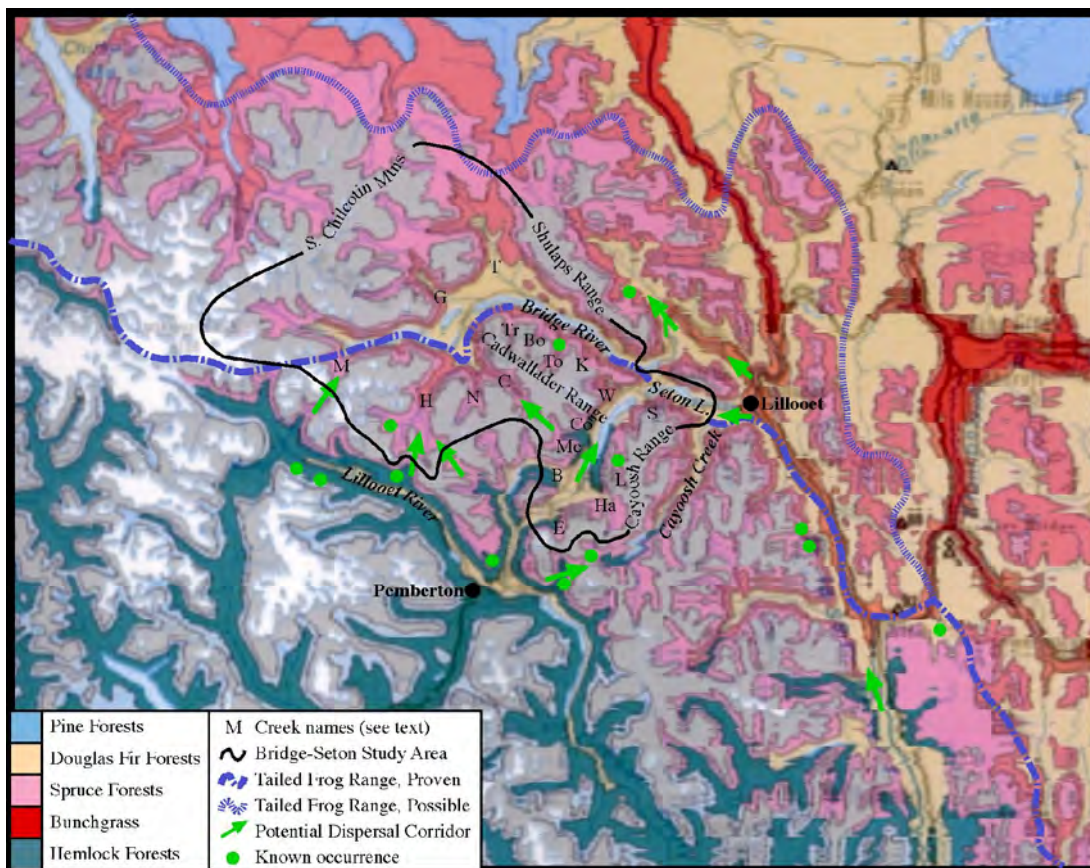 S. Chilcotin Mtns
Shulaps Range
T
G
Bridge River
Tr
Bo
To
K
Cadwallader Range
M
H
N
C
W
Seton L.
S
Lillooet
Co
Mc
B
L
Ha
E
Cayoosh Range
Cayoosh Creek
Lillooet River
Pemberton
Pine Forests
Douglas Fir Forests
Spruce Forests
Bunchgrass
Hemlock Forests
M Creek names (see text)
Bridge-Seton Study Area
Tailed Frog Range, Proven
Tailed Frog Range, Possible
Potential Dispersal Corridor
Known occurrence